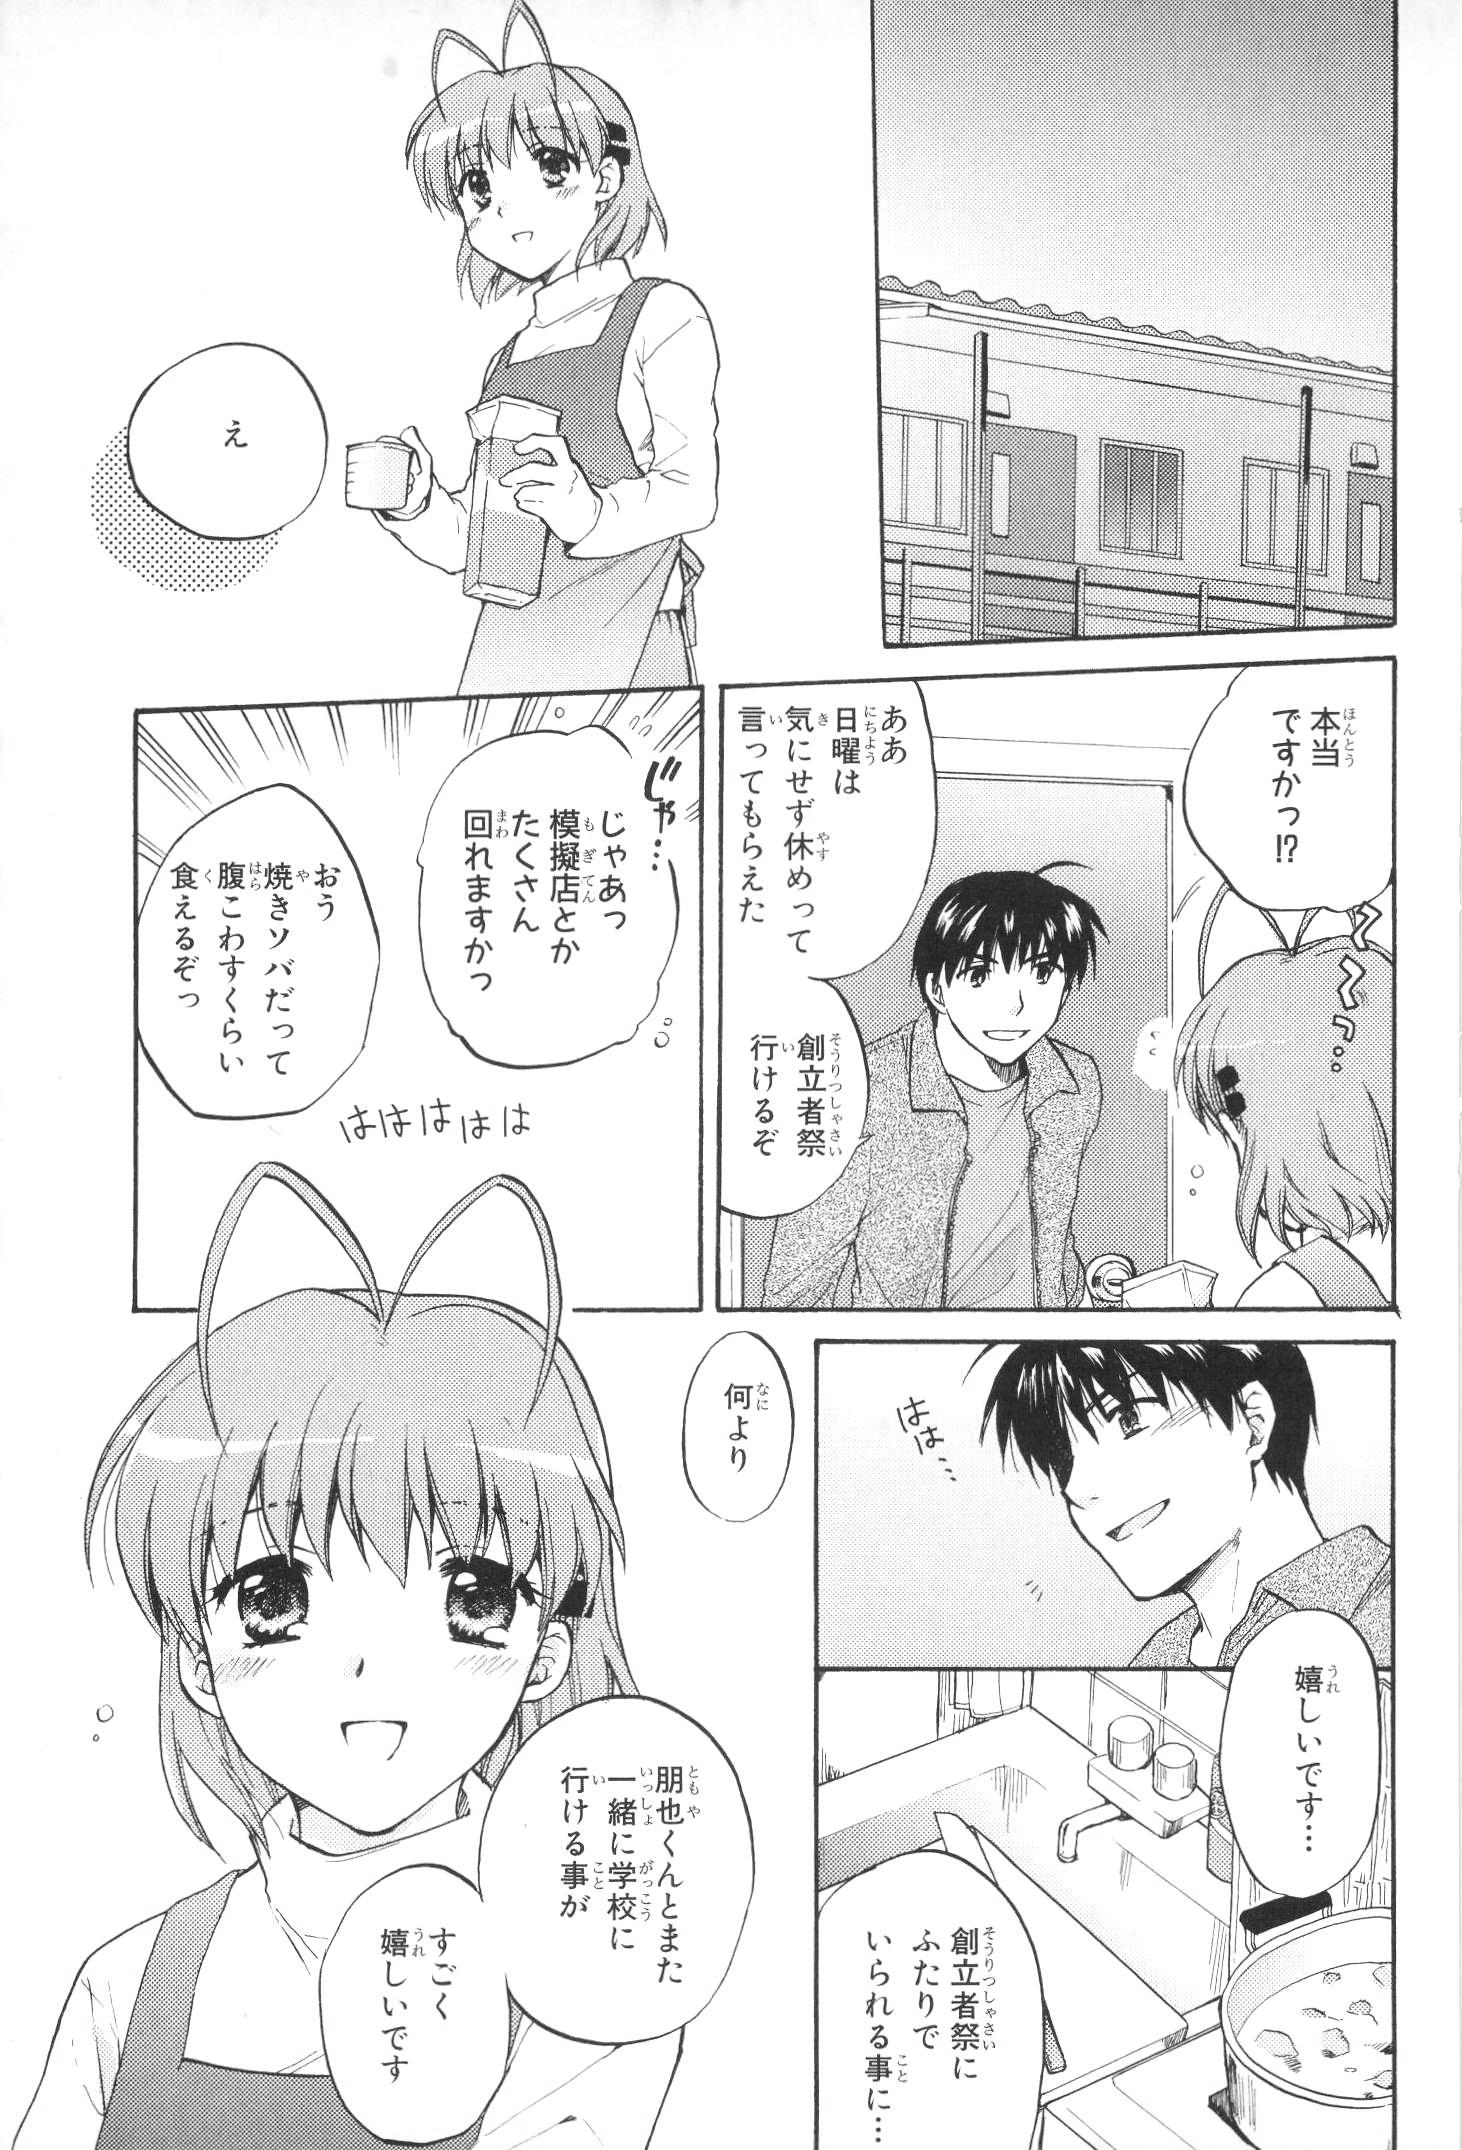 え
本当
ですかっ!?
ああ
日曜は
気にせず休めって
言ってもらえた
創立者祭
行けるぞ
じゃ…
じゃあっ
模擬店とか
たくさん
回れますかっ
おう
焼きソバだって
腹こわすくらい
食えるぞっ
はははは は
はは…
嬉しいです…
創立者祭に
ふたりで
いられる事に…
何より
朋也くんとまた
一緒に学校に
行ける事が
すごく
嬉しいです